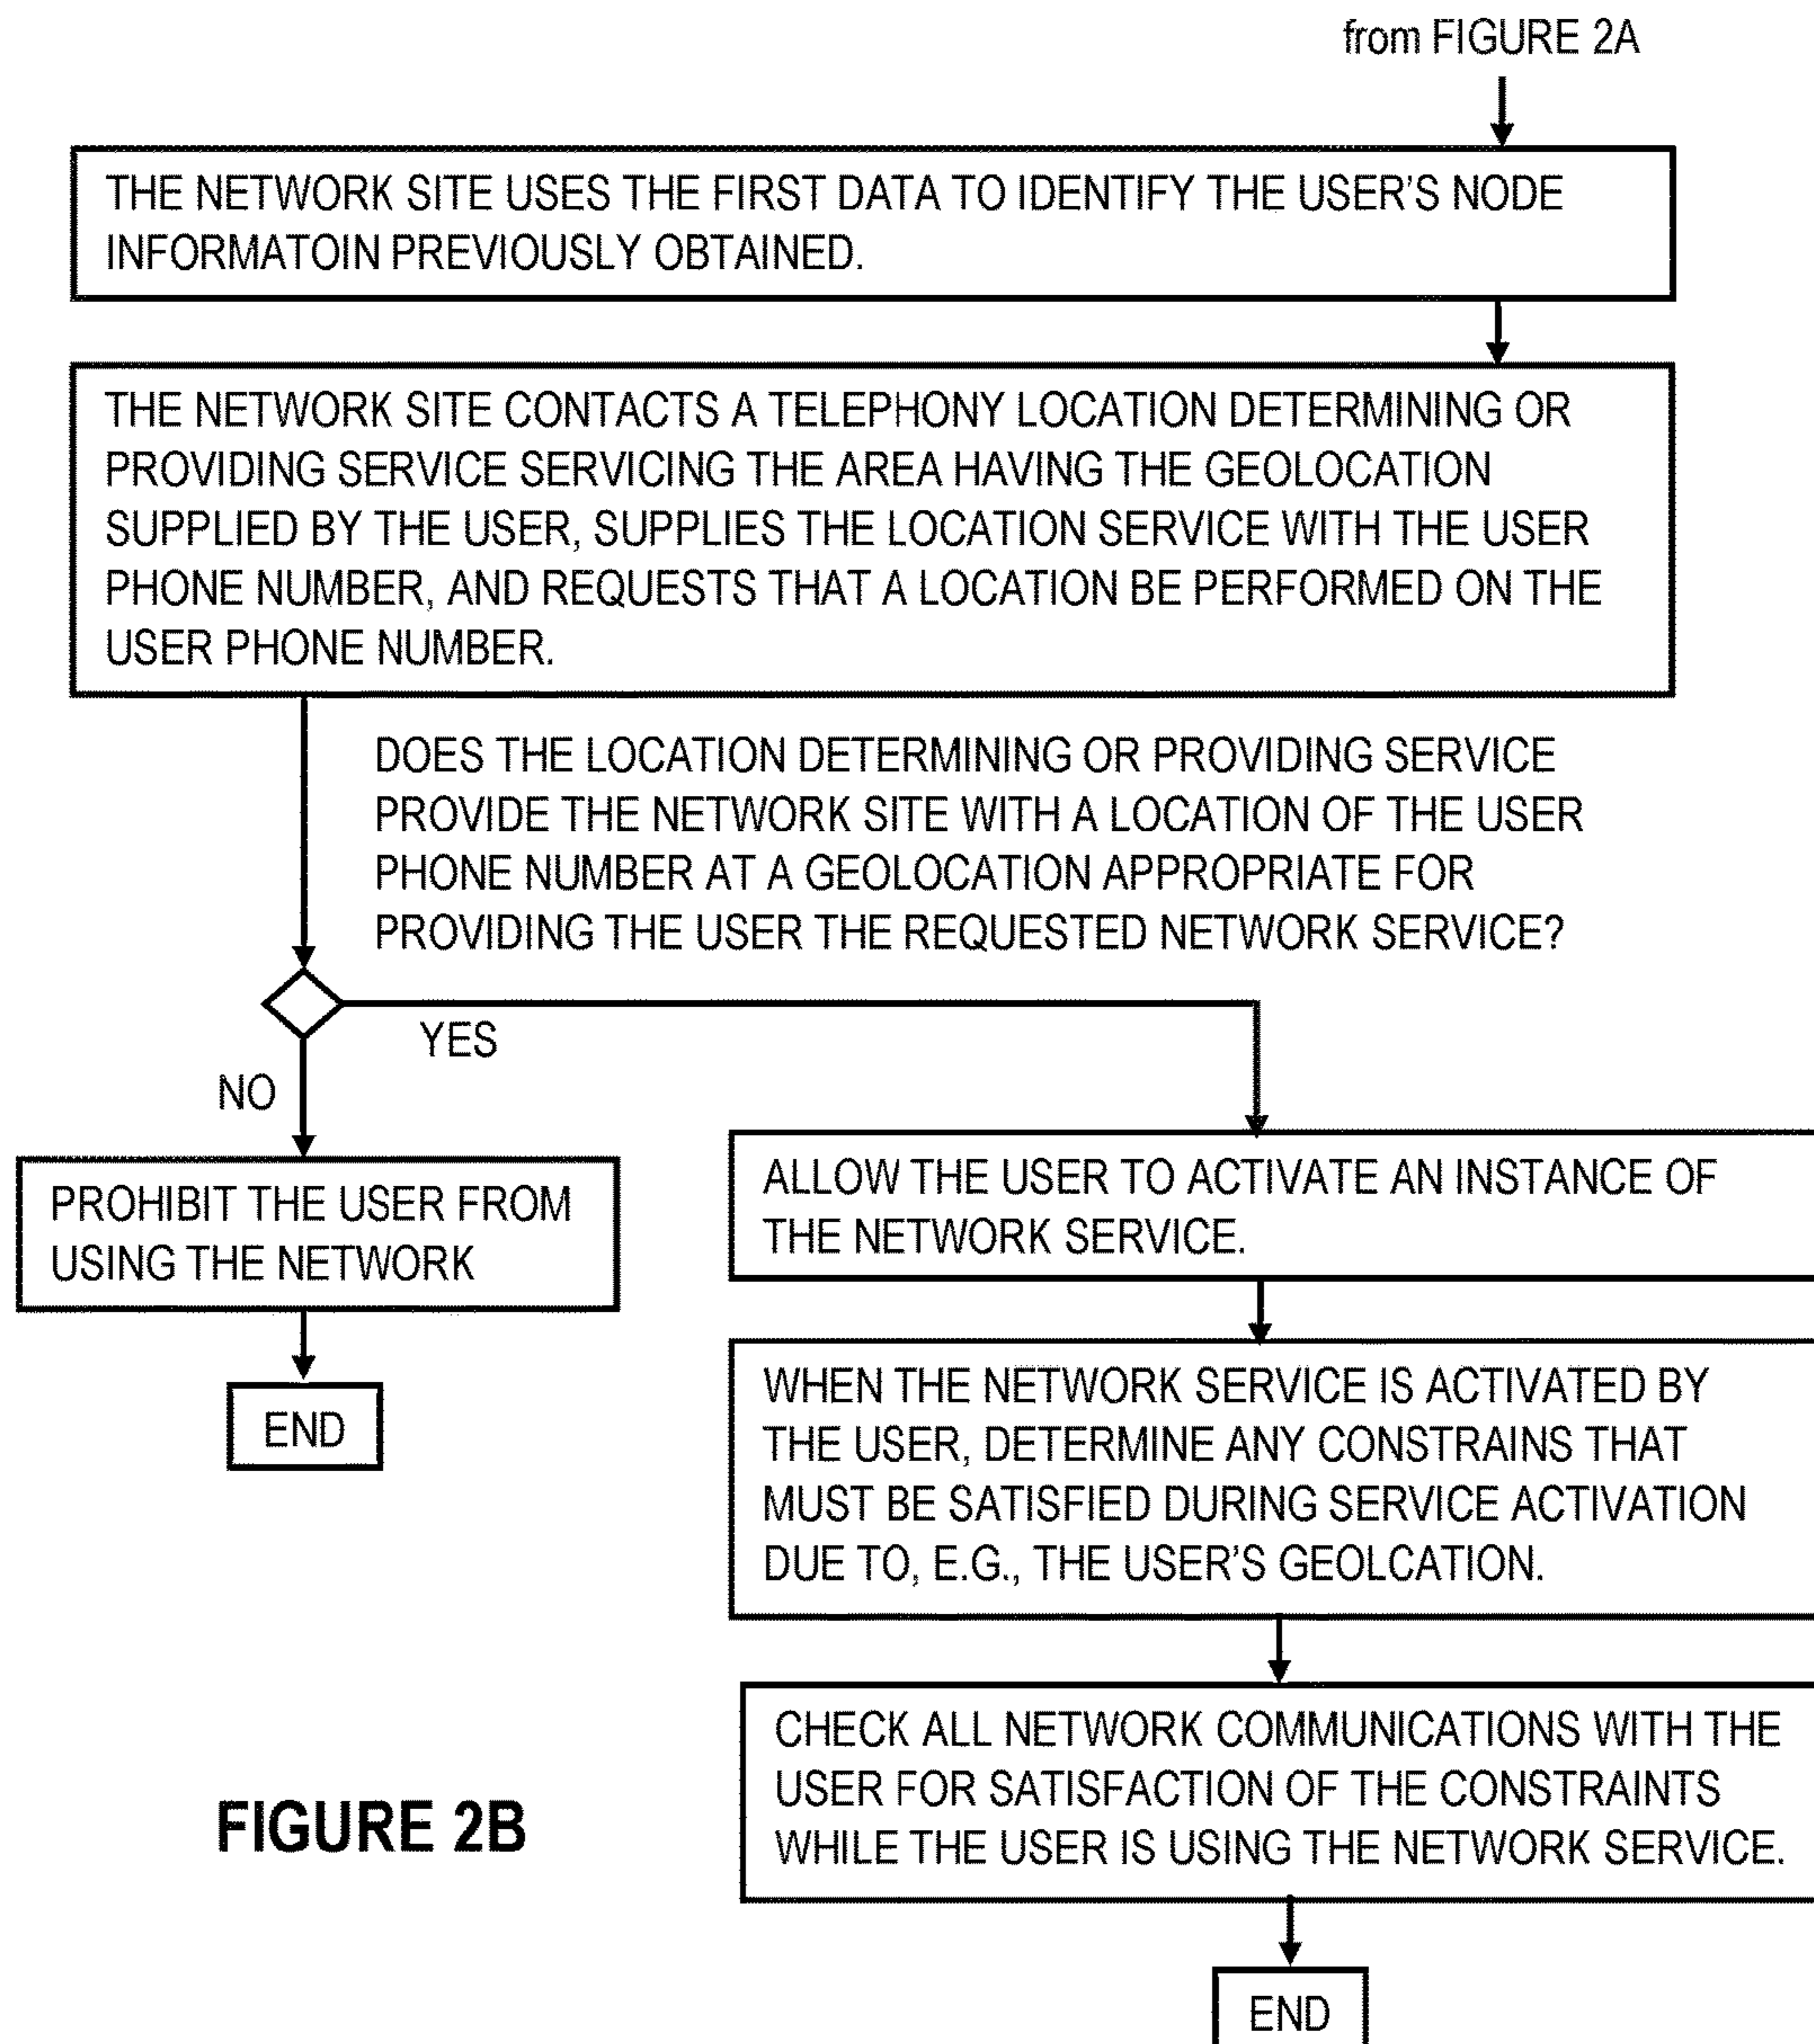 from FIGURE 2A
THE NETWORK SITE USES THE FIRST DATA TO IDENTIFY THE USER'S NODE
INFORMATOIN PREVIOUSLY OBTAINED.
THE NETWORK SITE CONTACTS A TELEPHONY LOCATION DETERMINING OR
PROVIDING SERVICE SERVICING THE AREA HAVING THE GEOLOCATION
SUPPLIED BY THE USER, SUPPLIES THE LOCATION SERVICE WITH THE USER
PHONE NUMBER, AND REQUESTS THAT A LOCATION BE PERFORMED ON THE
USER PHONE NUMBER.
DOES THE LOCATION DETERMINING OR PROVIDING SERVICE
PROVIDE THE NETWORK SITE WITH A LOCATION OF THE USER
PHONE NUMBER AT A GEOLOCATION APPROPRIATE FOR
PROVIDING THE USER THE REQUESTED NETWORK SERVICE?
YES
NO
PROHIBIT THE USER FROM
USING THE NETWORK
END
ALLOW THE USER TO ACTIVATE AN INSTANCE OF
THE NETWORK SERVICE.
WHEN THE NETWORK SERVICE IS ACTIVATED BY
THE USER, DETERMINE ANY CONSTRAINS THAT
MUST BE SATISFIED DURING SERVICE ACTIVATION
DUE TO, E.G., THE USER'S GEOLCATION.
CHECK ALL NETWORK COMMUNICATIONS WITH THE
USER FOR SATISFACTION OF THE CONSTRAINTS
WHILE THE USER IS USING THE NETWORK SERVICE.
END
FIGURE 2B